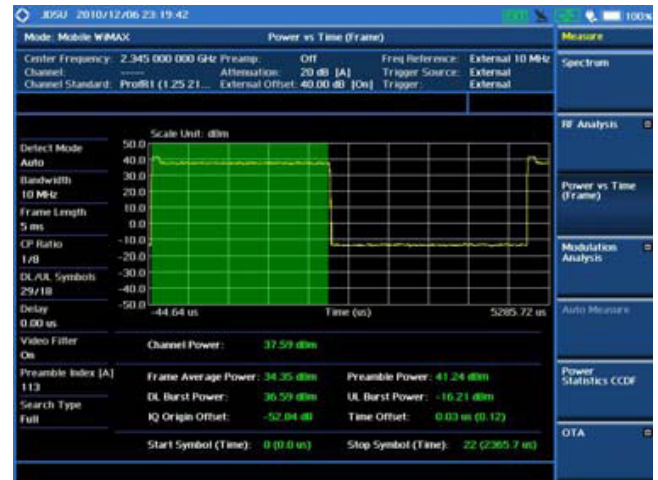 JDSU 2010/12/06 23:19:42 100%
Mode: Mobile WiMAX Power vs Time (Frame) Measure
Center Frequency: 2.345 000 000 GHz Preamp: Off Freq Reference: External 10 MHz
Channel: ----- Attenuation: 20 dB [A] Trigger Source: External
Channel Standard: Profil1 (1.25 21... External Offset: 40.00 dB [On] Trigger: External
Spectrum
RF Analysis
Power vs Time
(Frame)
Modulation
Analysis
Auto Measure
Power
Statistics CCDF
OTA
Scale Unit: dBm
Detect Mode
Auto
Bandwidth
10 MHz
Frame Length
5 ms
CP Ratio
1/8
DL/UL Symbols
29/18
Delay
0.00 us
Video Filter
On
Preamble Index [A]
113
Search Type
Full
50.0
40.0
30.0
20.0
10.0
0.0
-10.0
-20.0
-30.0
-40.0
-50.0
-44.64 us Time (us) 5285.72 us
Channel Power: 37.59 dBm
Frame Average Power: 34.35 dBm Preamble Power: 41.24 dBm
DL Burst Power: 36.59 dBm UL Burst Power: -16.21 dBm
IQ Origin Offset: -52.04 dB Time Offset: 0.03 us (0.12)
Start Symbol (Time): 0 (0.0 us) Stop Symbol (Time): 22 (2365.7 us)